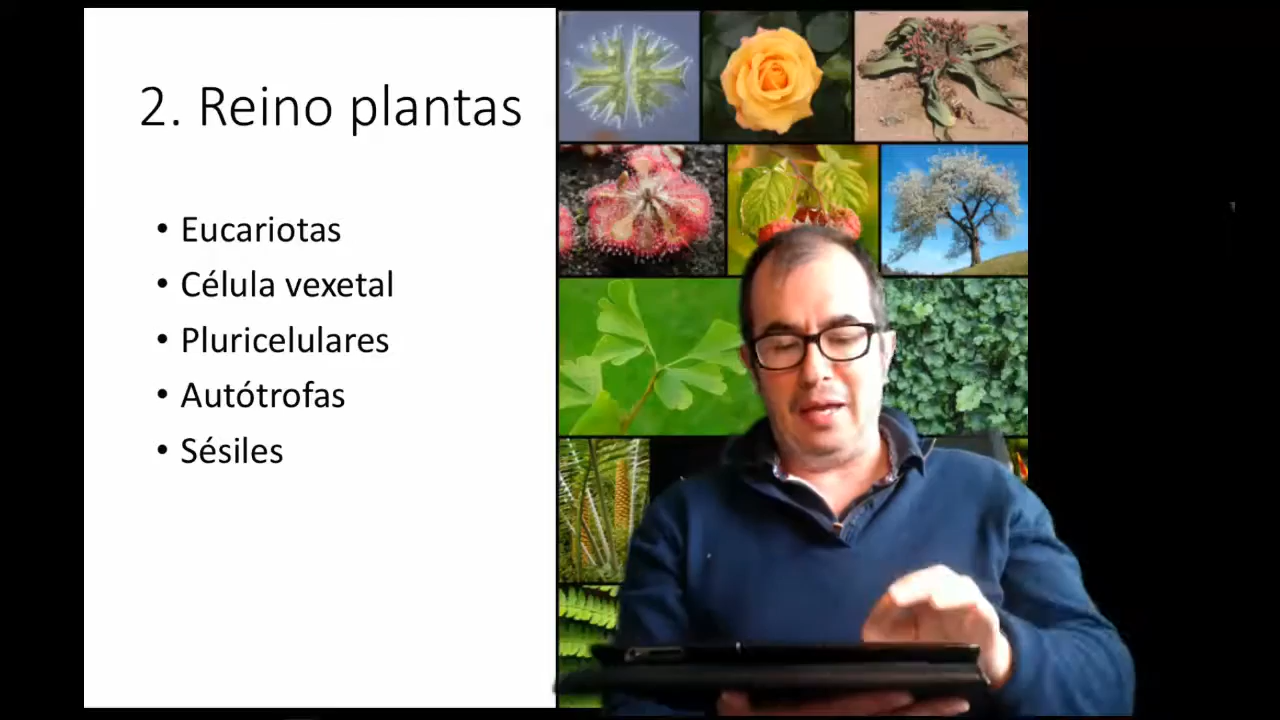 2. Reino plantas
• Eucariotas
• Célula vexetal
• Pluricelulares
• Autótrofas
• Sésiles